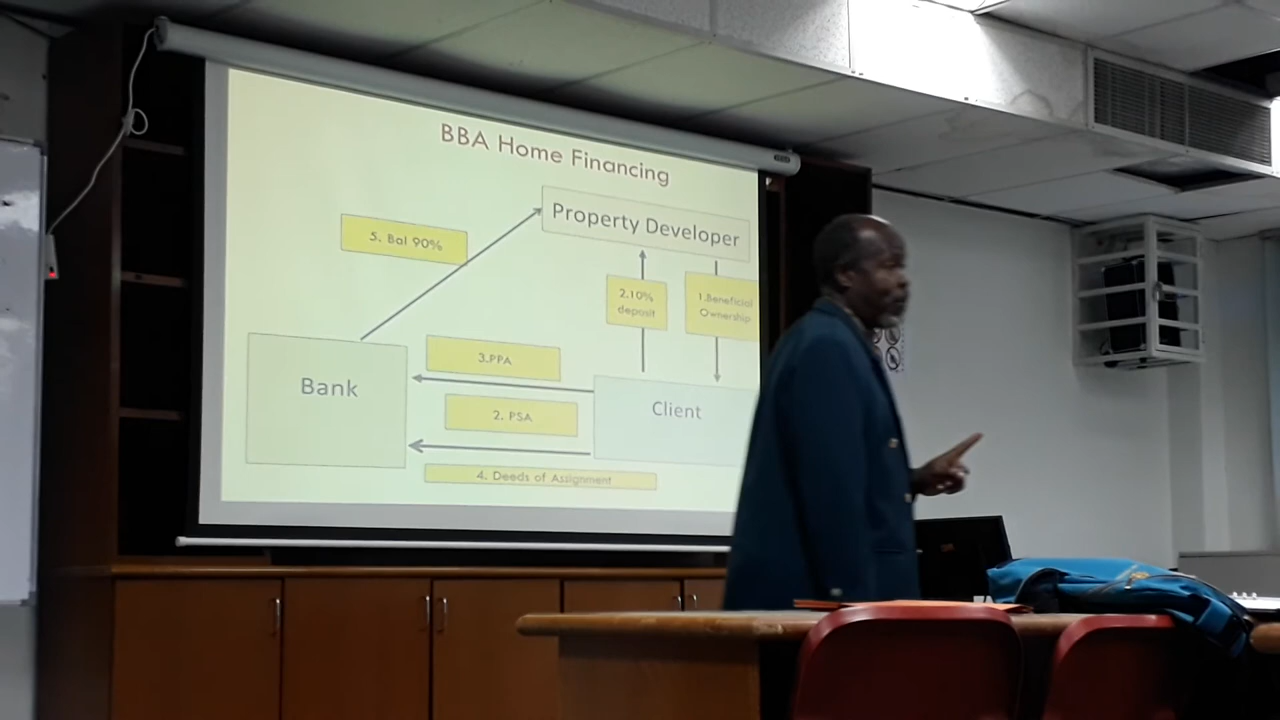 BBA Home Financing
Property Developer
5. Bal 90%
2.10%
deposit
1.Beneficial
Ownership
3.PPA
Bank
Client
2. PSA
4. Deeds of Assignment